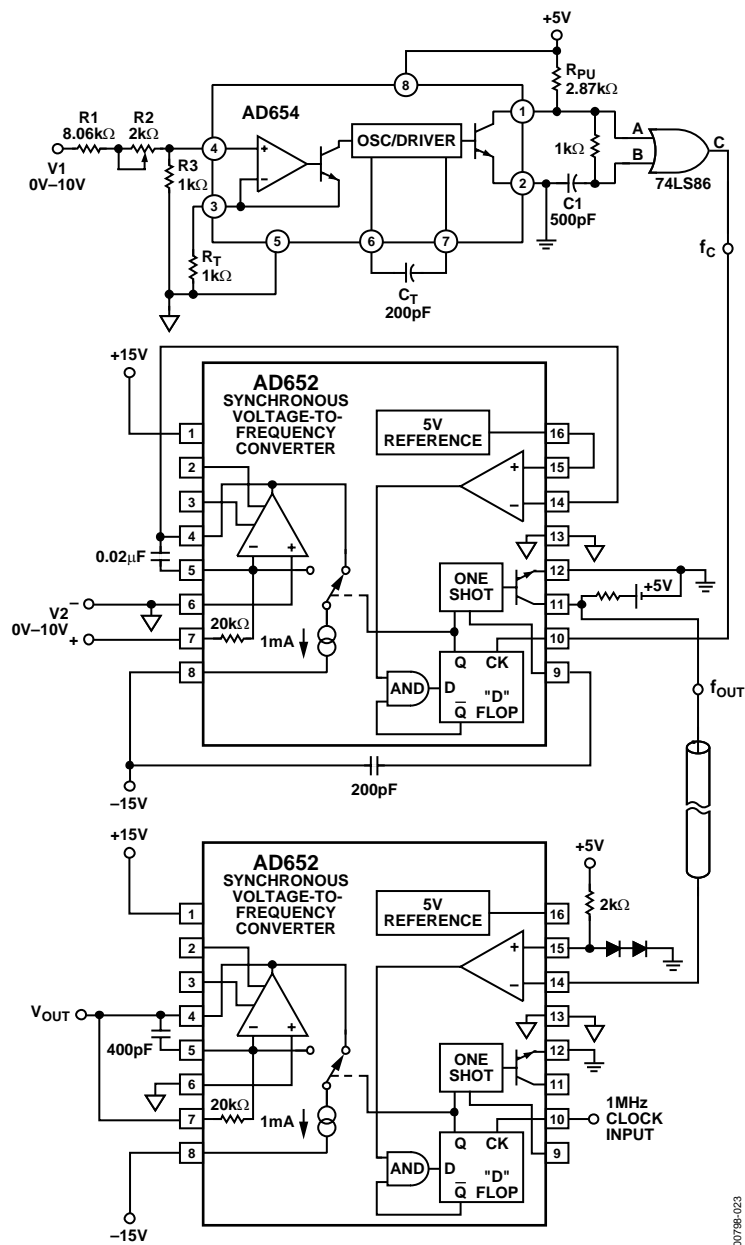 +5V
R1
8.06kΩ
R2
2kΩ
V1
0V–10V
R3
1kΩ
RT
1kΩ
AD654
OSC/DRIVER
8
4
3
5
6
7
1
2
CT
200pF
RPU
2.87kΩ
1kΩ
C1
500pF
A
B
C
74LS86
fC
+15V
AD652
SYNCHRONOUS
VOLTAGE-TO-
FREQUENCY
CONVERTER
5V
REFERENCE
1
2
3
4
5
6
7
8
16
15
14
13
12
11
10
9
0.02μF
V2
0V–10V
20kΩ
1mA
ONE
SHOT
AND
D
Q
CK
Q
"D"
FLOP
+5V
200pF
–15V
fOUT
+15V
AD652
SYNCHRONOUS
VOLTAGE-TO-
FREQUENCY
CONVERTER
5V
REFERENCE
1
2
3
4
5
6
7
8
16
15
14
13
12
11
10
9
+5V
2kΩ
VOUT
400pF
20kΩ
1mA
ONE
SHOT
AND
D
Q
CK
Q
"D"
FLOP
1MHz
CLOCK
INPUT
–15V
00798-023